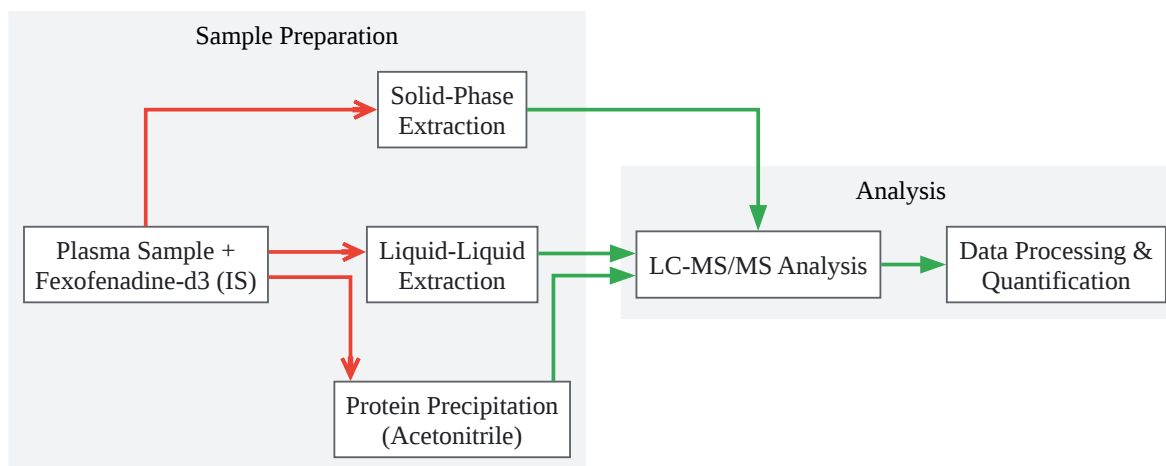 Sample Preparation
Solid-Phase
Extraction
Plasma Sample +
Fexofenadine-d3 (IS)
Liquid-Liquid
Extraction
Protein Precipitation
(Acetonitrile)
Analysis
LC-MS/MS Analysis
Data Processing &
Quantification